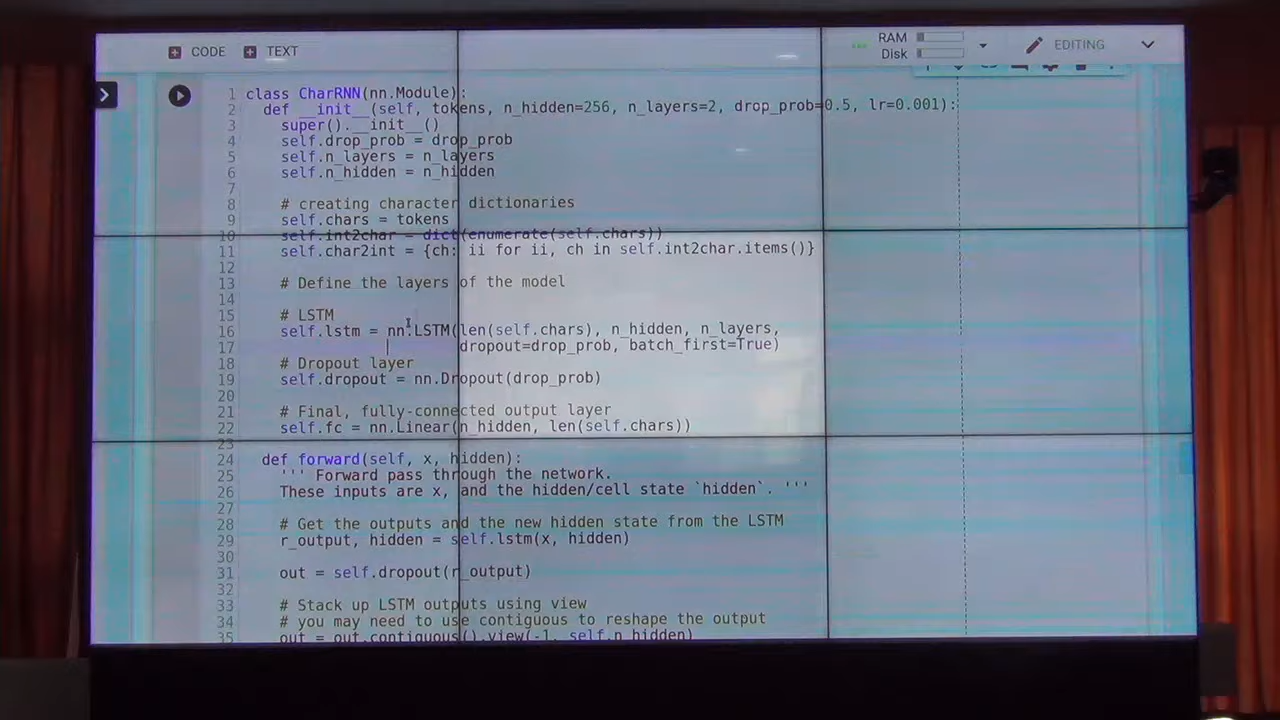 CODE TEXT RAM Disk EDITING
1 class CharRNN(nn.Module):
2 def __init__(self, tokens, n_hidden=256, n_layers=2, drop_prob=0.5, lr=0.001):
3 super().__init__()
4 self.drop_prob = drop_prob
5 self.n_layers = n_layers
6 self.n_hidden = n_hidden
7
8 # creating character dictionaries
9 self.chars = tokens
10 self.int2char = dict(enumerate(self.chars))
11 self.char2int = {ch: ii for ii, ch in self.int2char.items()}
12
13 # Define the layers of the model
14
15 # LSTM
16 self.lstm = nn.LSTM(len(self.chars), n_hidden, n_layers,
17 dropout=drop_prob, batch_first=True)
18 # Dropout layer
19 self.dropout = nn.Dropout(drop_prob)
20
21 # Final, fully-connected output layer
22 self.fc = nn.Linear(n_hidden, len(self.chars))
23
24 def forward(self, x, hidden):
25 ''' Forward pass through the network.
26 These inputs are x, and the hidden/cell state `hidden`. '''
27
28 # Get the outputs and the new hidden state from the LSTM
29 r_output, hidden = self.lstm(x, hidden)
30
31 out = self.dropout(r_output)
32
33 # Stack up LSTM outputs using view
34 # you may need to use contiguous to reshape the output
35 out = out.contiguous().view(-1, self.n_hidden)